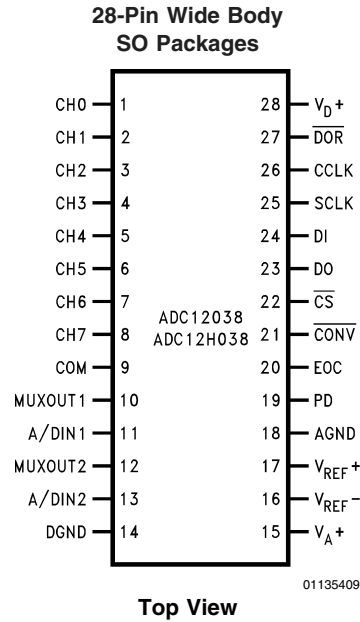 28-Pin Wide Body
SO Packages
CH0 1 28 VD+
CH1 2 27 DOR
CH2 3 26 CCLK
CH3 4 25 SCLK
CH4 5 24 DI
CH5 6 23 DO
CH6 7 22 CS
ADC12038
CH7 8 21 CONV
ADC12H038
COM 9 20 EOC
MUXOUT1 10 19 PD
A/DIN1 11 18 AGND
MUXOUT2 12 17 VREF+
A/DIN2 13 16 VREF-
DGND 14 15 VA+
01135409
Top View